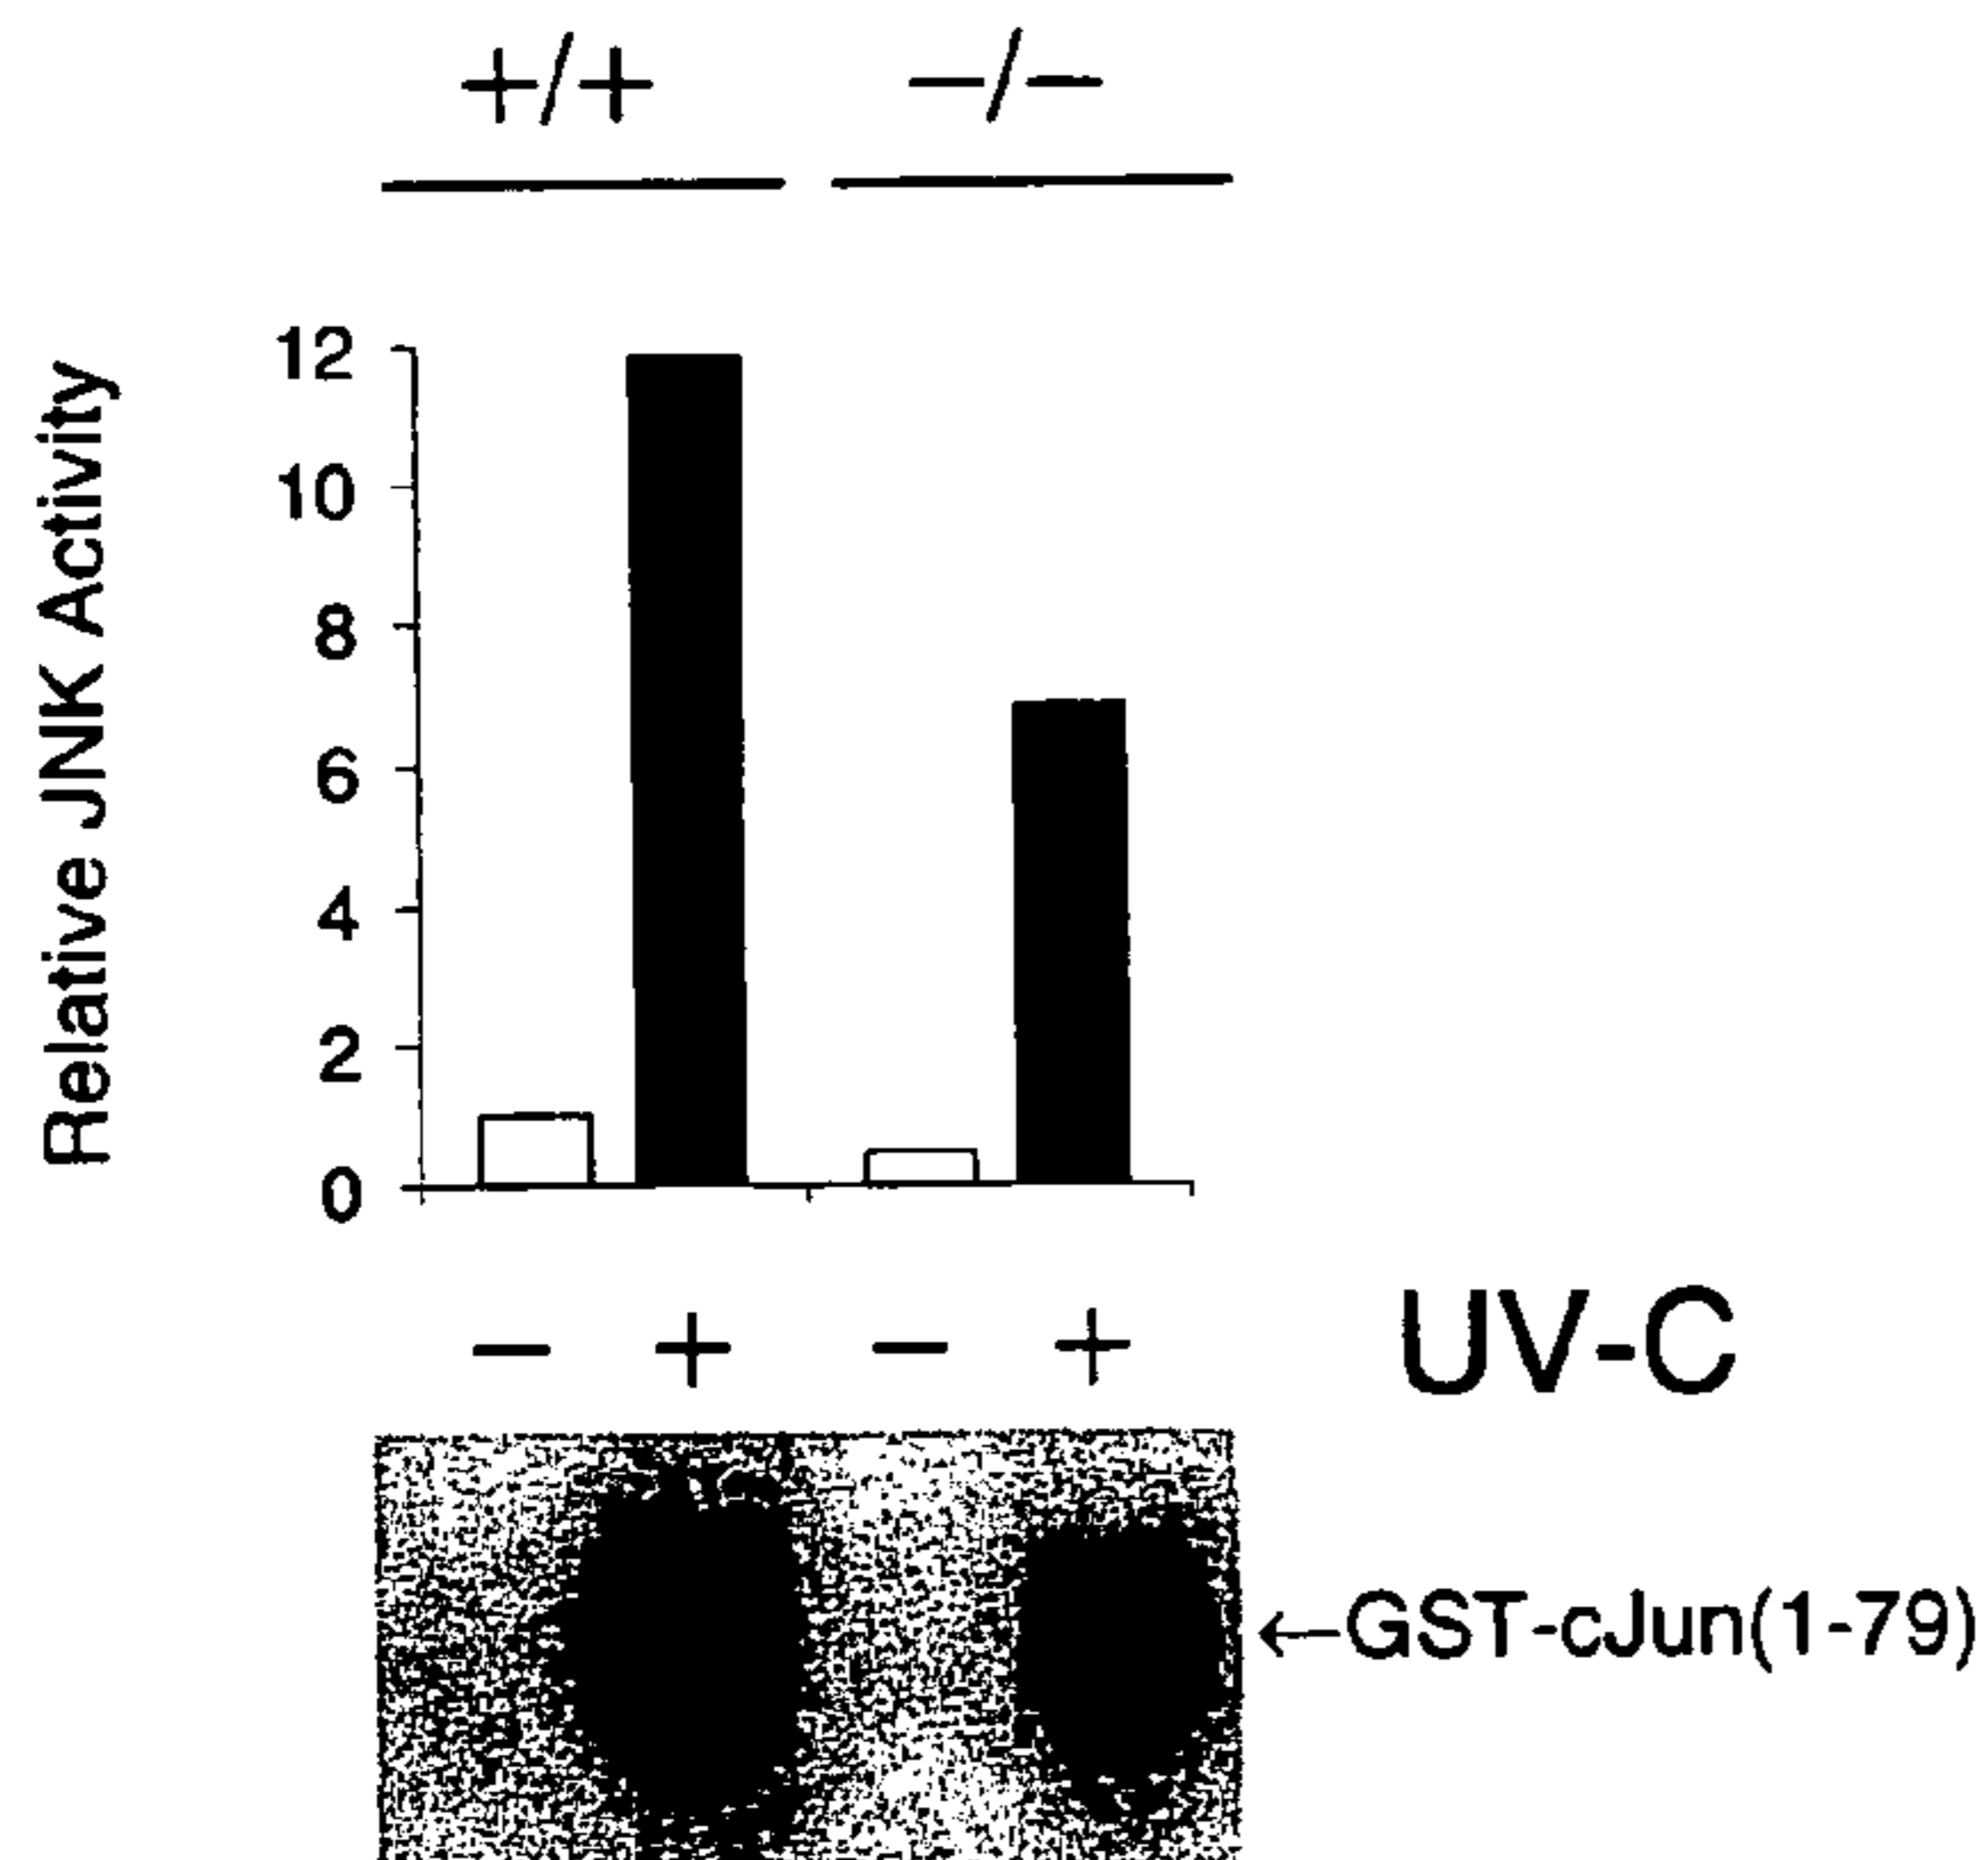 +/+ −/−
Relative JNK Activity
12
10
8
6
4
2
0
− + − + UV-C
←GST-cJun(1-79)